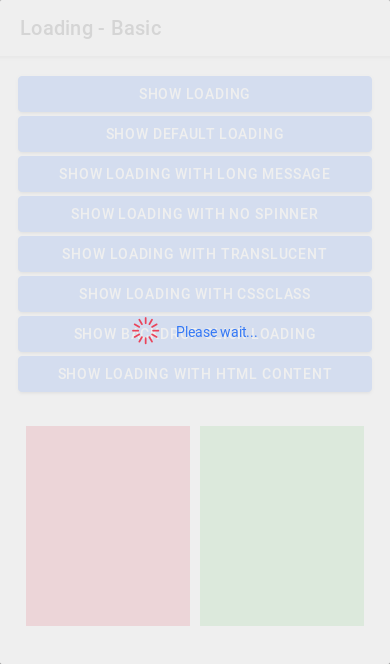 Loading - Basic
SHOW LOADING
SHOW DEFAULT LOADING
SHOW LOADING WITH LONG MESSAGE
SHOW LOADING WITH NO SPINNER
SHOW LOADING WITH TRANSLUCENT
SHOW LOADING WITH CSSCLASS
SHOW LOADING
Please wait...
SHOW LOADING WITH HTML CONTENT